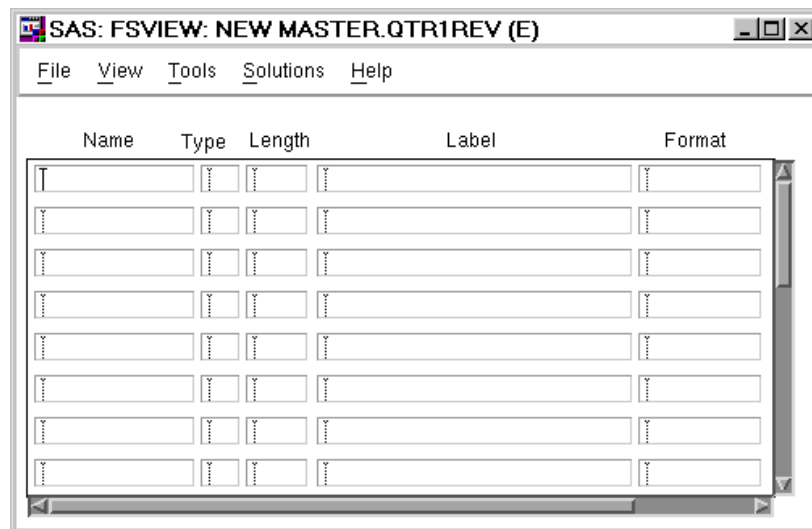 SAS: FSVIEW: NEW MASTER.QTR1REV (E)
File View Tools Solutions Help
Name Type Length Label Format